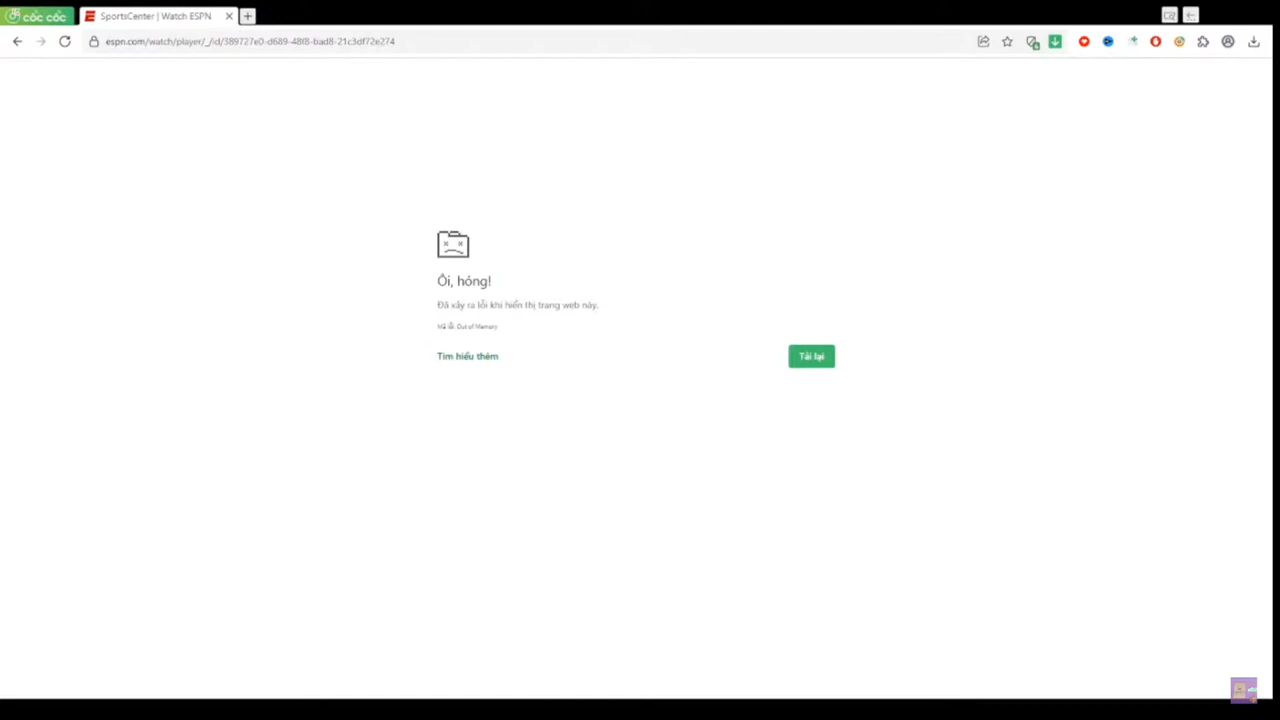 cốc cốc
SportsCenter | Watch ESPN
espn.com/watch/player/_/id/389727e0-d689-48f8-bad8-21c3df72e274
Ôi, hỏng!
Đã xảy ra lỗi khi hiển thị trang web này.
Mã lỗi: Out of Memory
Tìm hiểu thêm
Tải lại